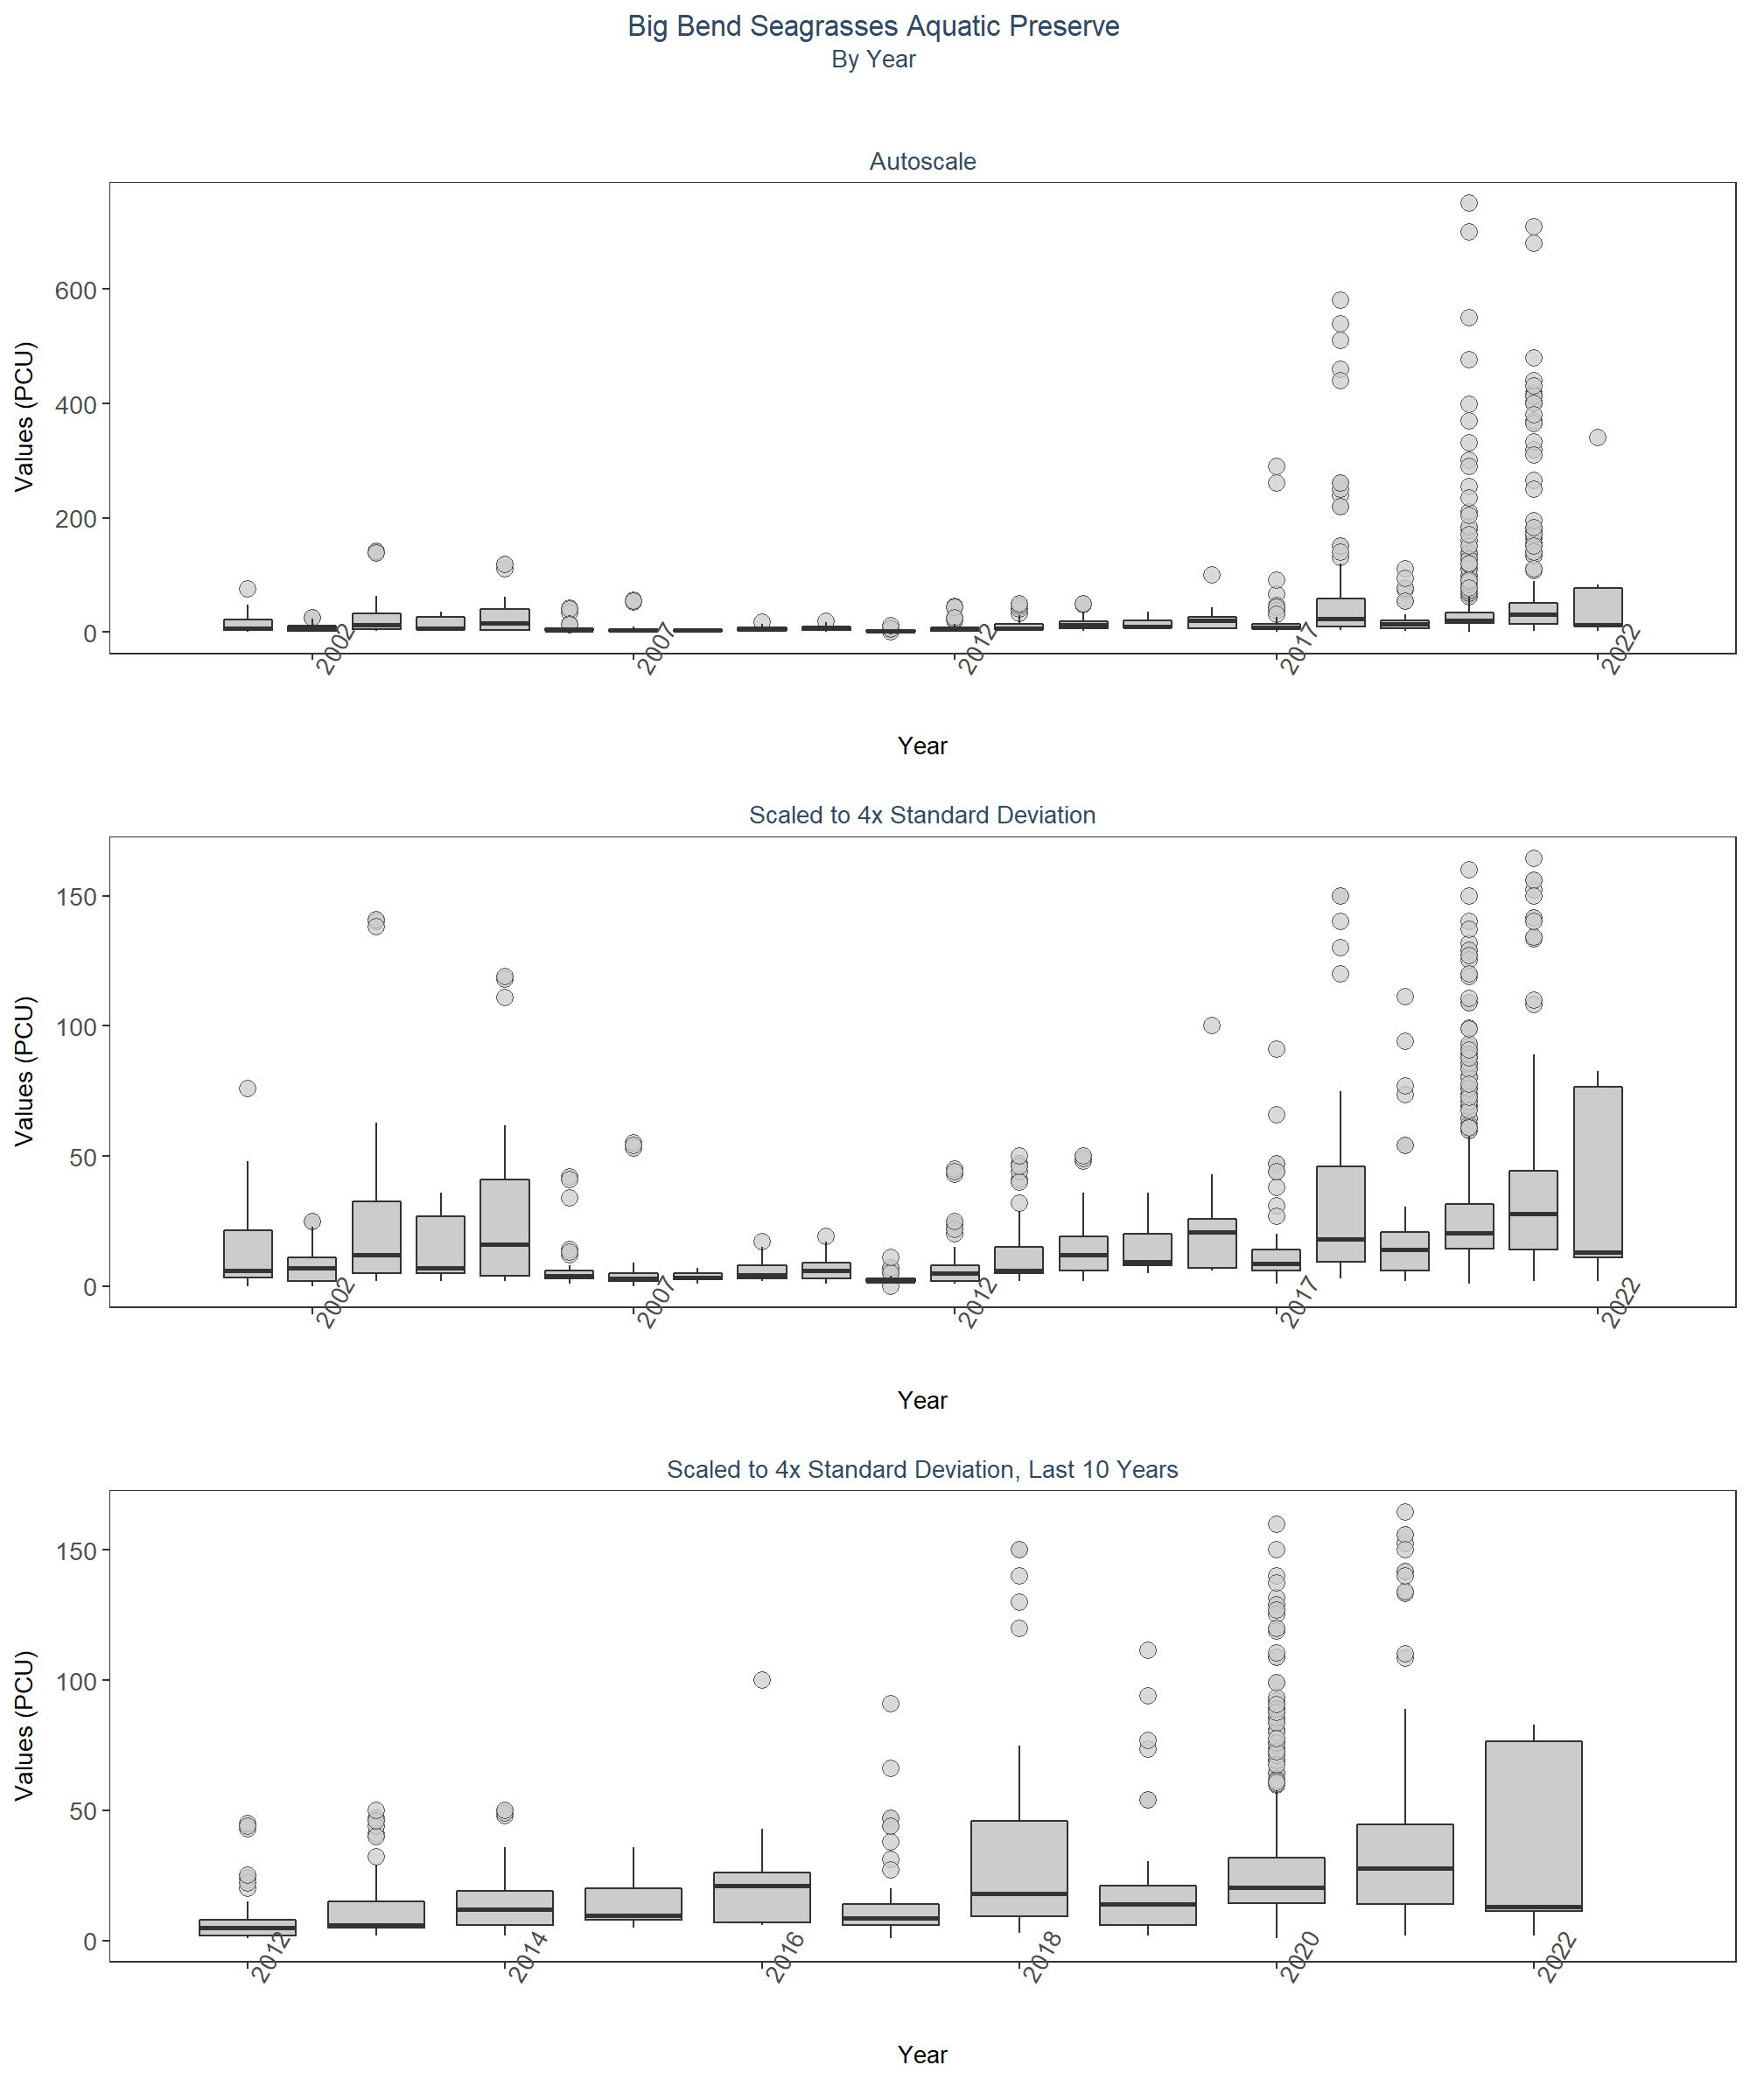 Big Bend Seagrasses Aquatic Preserve
By Year
Autoscale
Values (PCU)
600
400
200
0
2002
2007
2012
2017
2022
Year
Scaled to 4x Standard Deviation
Values (PCU)
150
100
50
0
2002
2007
2012
2017
2022
Year
Scaled to 4x Standard Deviation, Last 10 Years
Values (PCU)
150
100
50
0
2012
2014
2016
2018
2020
2022
Year